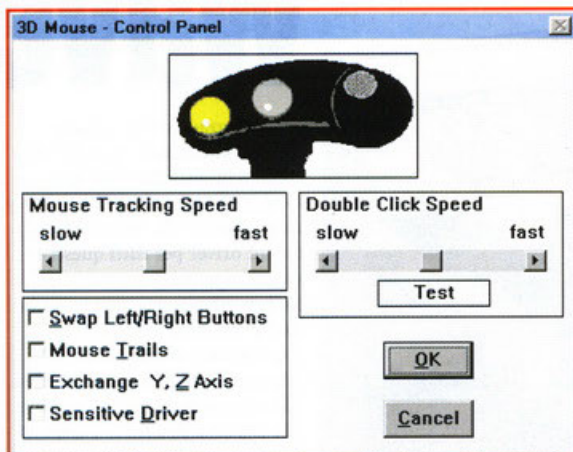 3D Mouse - Control Panel
Mouse Tracking Speed
slow fast
Double Click Speed
slow fast
Test
Swap Left/Right Buttons
Mouse Trails
Exchange Y, Z Axis
Sensitive Driver
OK
Cancel